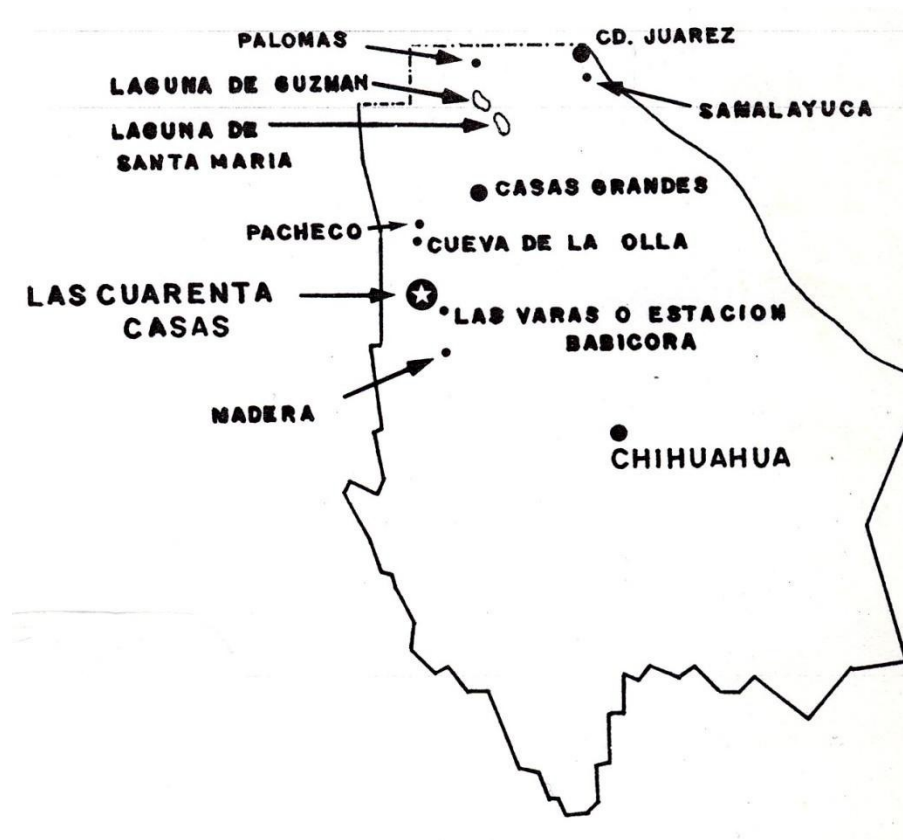 PALOMAS
CD. JUAREZ
LAGUNA DE GUZMAN
SAMALAYUCA
LAGUNA DE
SANTA MARIA
CASAS GRANDES
PACHECO
CUEVA DE LA OLLA
LAS CUARENTA
CASAS
LAS VARAS O ESTACION
BABICORA
MADERA
CHIHUAHUA